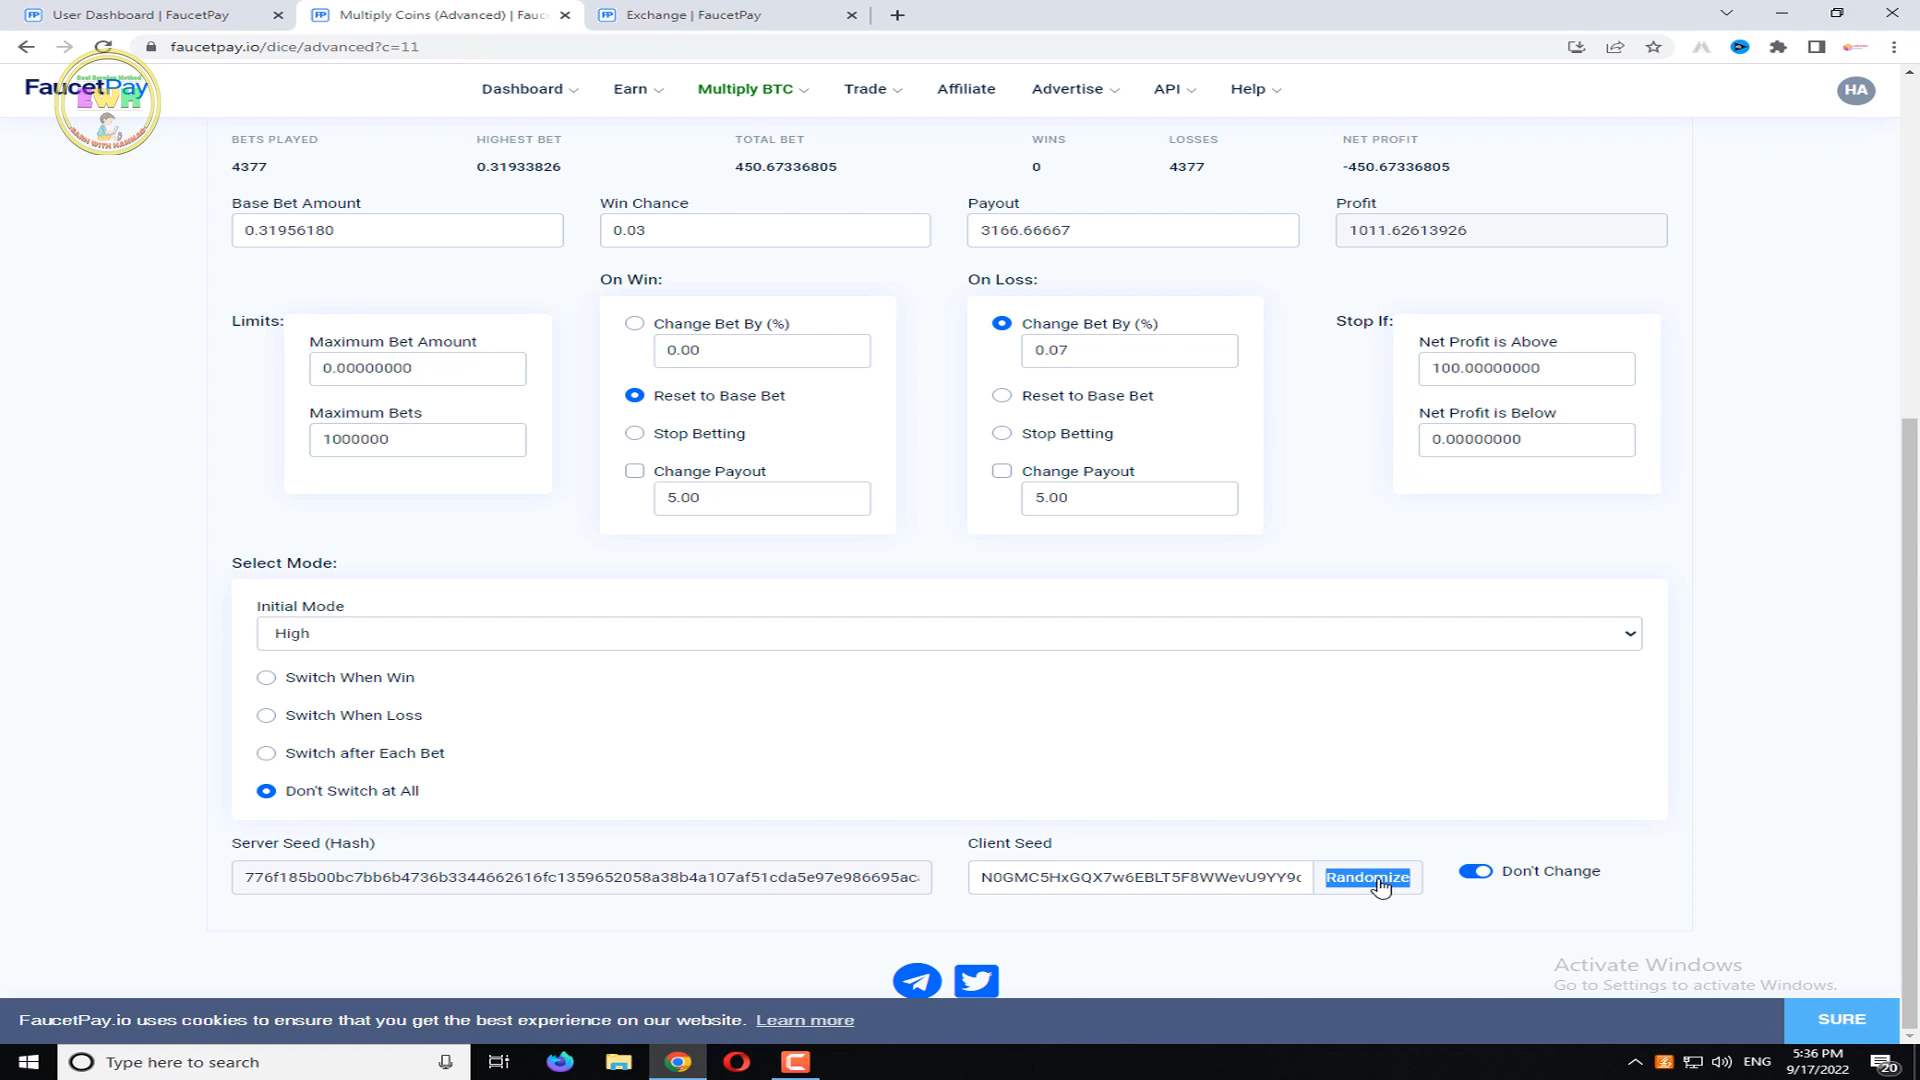 User Dashboard | FaucetPay
Multiply Coins (Advanced) | Fauc
Exchange | FaucetPay
faucetpay.io/dice/advanced?c=11
FaucetPay
Real Earning Method
EWH
EARN WITH HAMMAD
Dashboard
Earn
Multiply BTC
Trade
Affiliate
Advertise
API
Help
HA
BETS PLAYED
HIGHEST BET
TOTAL BET
WINS
LOSSES
NET PROFIT
4377
0.31933826
450.67336805
0
4377
-450.67336805
Base Bet Amount
Win Chance
Payout
Profit
0.31956180
0.03
3166.66667
1011.62613926
Limits:
Maximum Bet Amount
0.00000000
Maximum Bets
1000000
On Win:
Change Bet By (%)
0.00
Reset to Base Bet
Stop Betting
Change Payout
5.00
On Loss:
Change Bet By (%)
0.07
Reset to Base Bet
Stop Betting
Change Payout
5.00
Stop If:
Net Profit is Above
100.00000000
Net Profit is Below
0.00000000
Select Mode:
Initial Mode
High
Switch When Win
Switch When Loss
Switch after Each Bet
Don't Switch at All
Server Seed (Hash)
776f185b00bc7bb6b4736b3344662616fc1359652058a38b4a107af51cda5e97e986695ac
Client Seed
N0GMC5HxGQX7w6EBLT5F8WWevU9YY9
Randomize
Don't Change
Activate Windows
Go to Settings to activate Windows.
FaucetPay.io uses cookies to ensure that you get the best experience on our website. Learn more
SURE
Type here to search
ENG
5:36 PM
9/17/2022
20